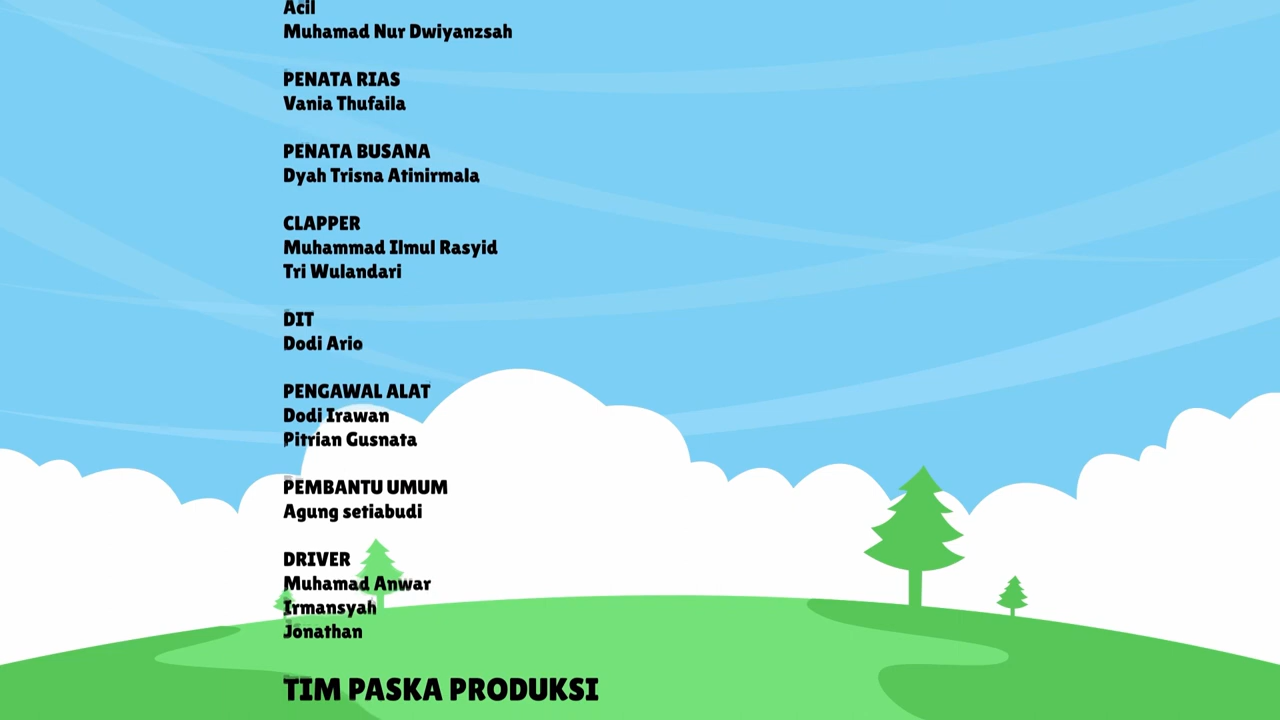 Acil
Muhamad Nur Dwiyanzsah
PENATA RIAS
Vania Thufaila
PENATA BUSANA
Dyah Trisna Atinirmala
CLAPPER
Muhammad Ilmul Rasyid
Tri Wulandari
DIT
Dodi Ario
PENGAWAL ALAT
Dodi Irawan
Pitrian Gusnata
PEMBANTU UMUM
Agung setiabudi
DRIVER
Muhamad Anwar
Irmansyah
Jonathan
TIM PASKA PRODUKSI